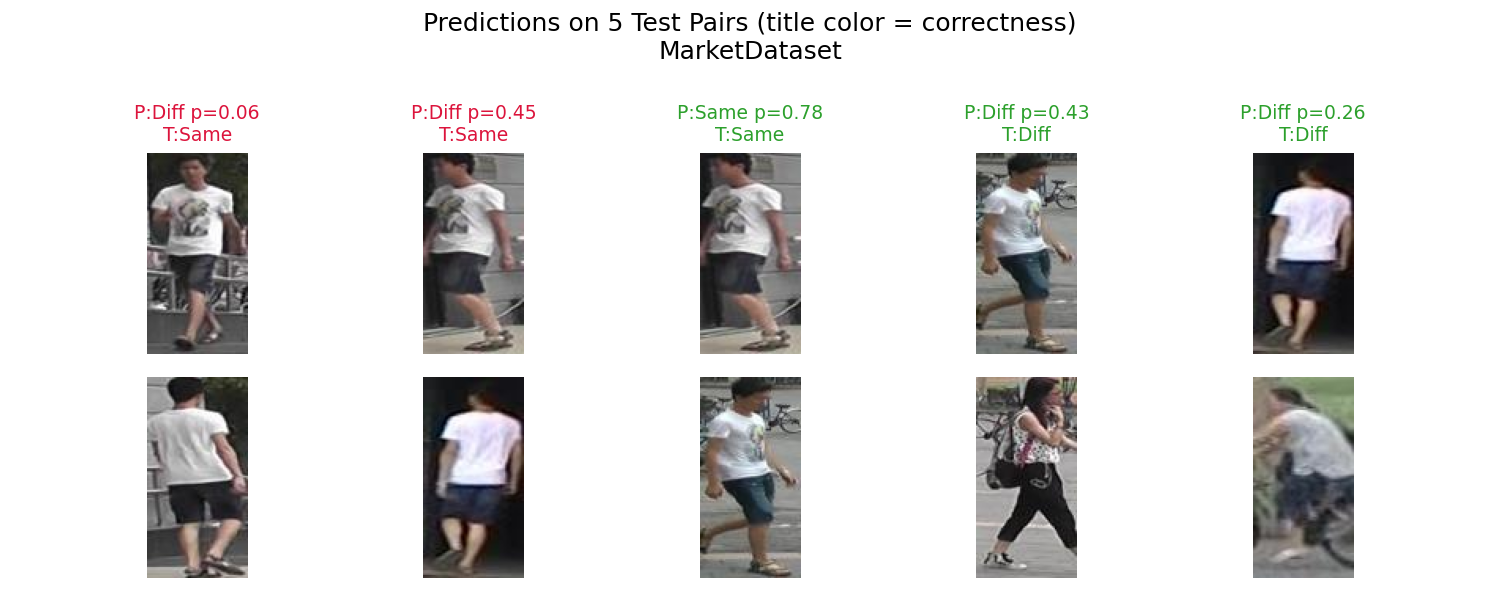 Predictions on 5 Test Pairs (title color = correctness)
MarketDataset
P:Diff p=0.06
T:Same
P:Diff p=0.45
T:Same
P:Same p=0.78
T:Same
P:Diff p=0.43
T:Diff
P:Diff p=0.26
T:Diff